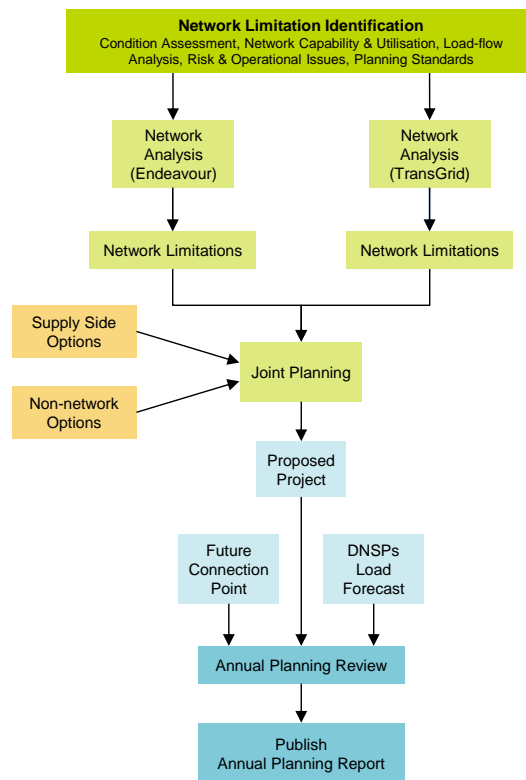 Network Limitation Identification
Condition Assessment, Network Capability & Utilisation, Load-flow
Analysis, Risk & Operational Issues, Planning Standards
Network
Analysis
(Endeavour)
Network
Analysis
(TransGrid)
Network Limitations
Network Limitations
Supply Side
Options
Joint Planning
Non-network
Options
Proposed
Project
Future
Connection
Point
DNSPs
Load
Forecast
Annual Planning Review
Publish
Annual Planning Report